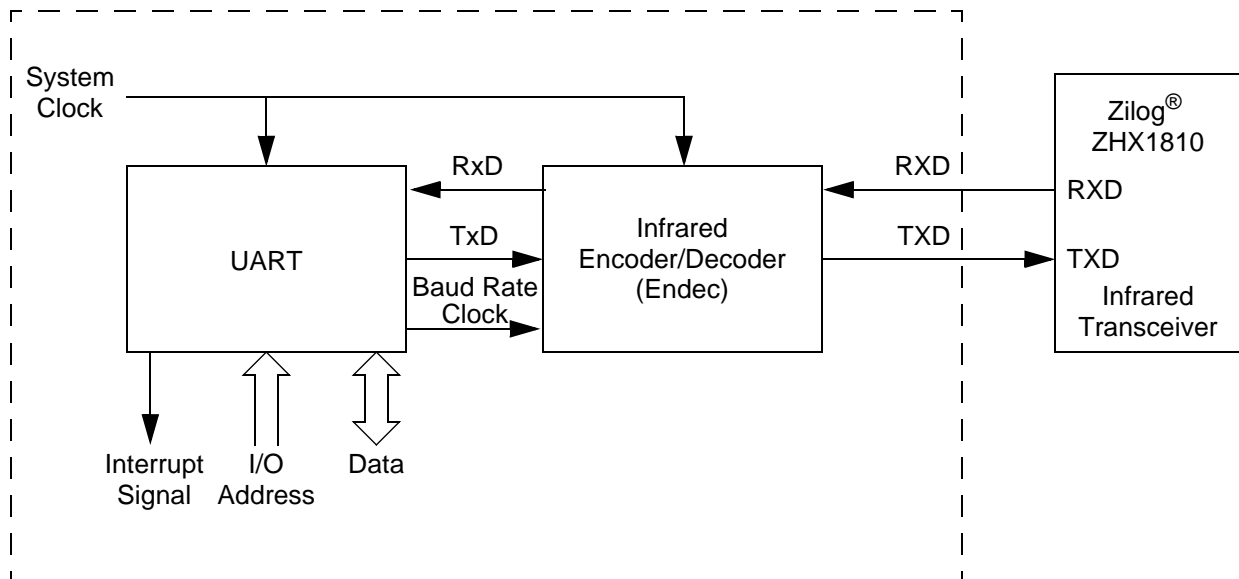 System
Clock
Zilog®
ZHX1810
RxD
RXD
RXD
UART
TxD
Infrared
Encoder/Decoder
(Endec)
TXD
TXD
Baud Rate
Clock
Infrared
Transceiver
Interrupt
Signal
I/O
Address
Data